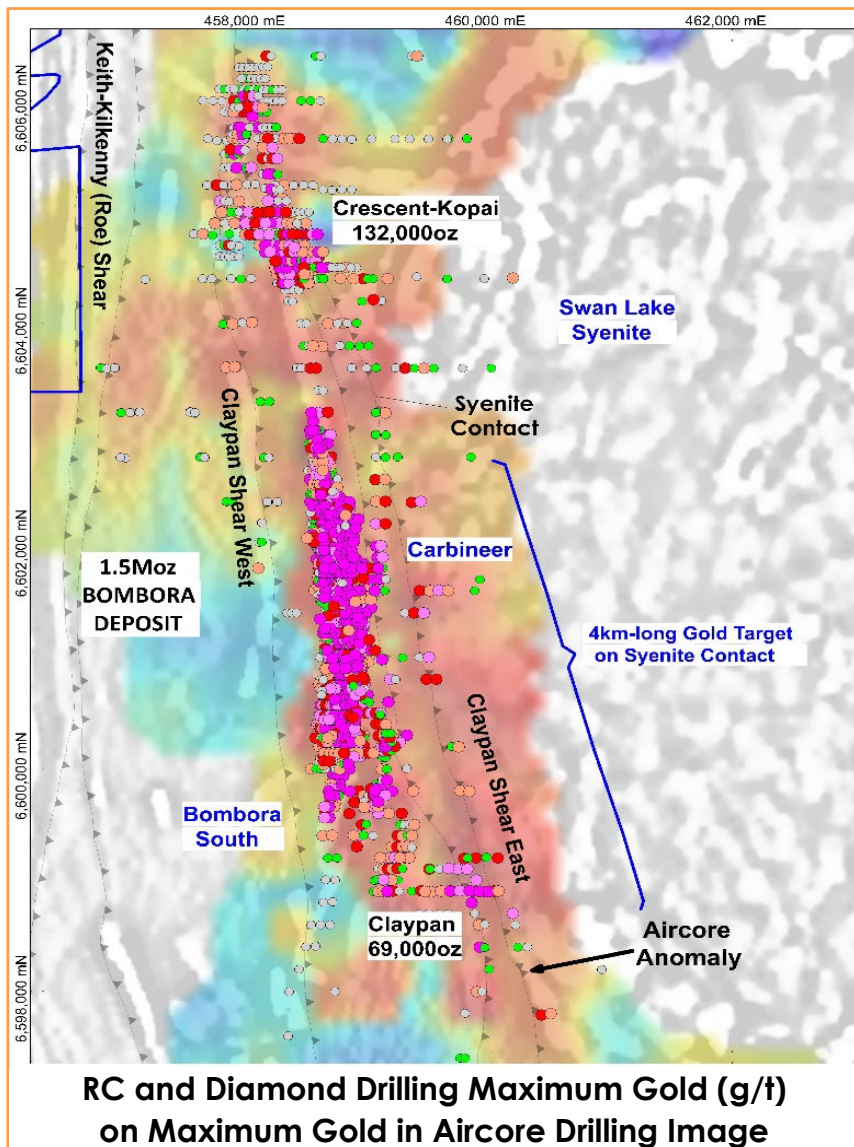 458,000 mE
460,000 mE
462,000 mE
6,606,000 mN
6,604,000 mN
6,602,000 mN
6,600,000 mN
6,598,000 mN
Keith-Kilkenny (Roe) Shear
Crescent-Kopai
132,000oz
Swan Lake
Syenite
Syenite
Contact
Claypan Shear West
1.5Moz
BOMBORA
DEPOSIT
Carbineer
4km-long Gold Target
on Syenite Contact
Claypan Shear East
Bombora
South
Claypan
69,000oz
Aircore
Anomaly
RC and Diamond Drilling Maximum Gold (g/t)
on Maximum Gold in Aircore Drilling Image